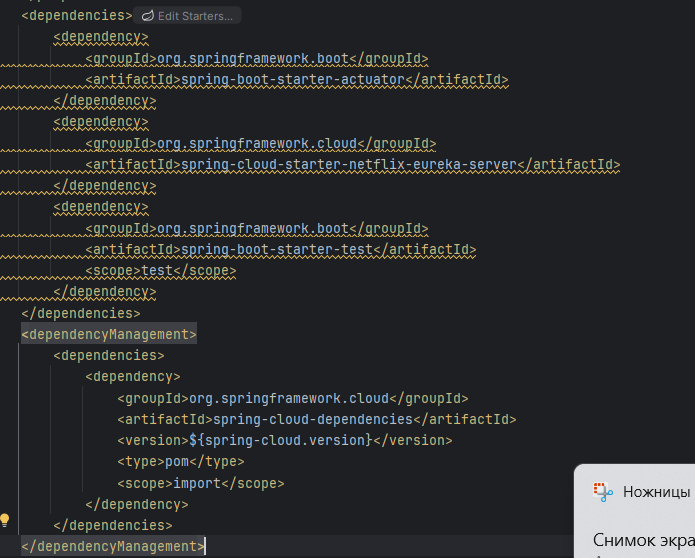 <dependencies> Edit Starters...
<dependency>
<groupId>org.springframework.boot</groupId>
<artifactId>spring-boot-starter-actuator</artifactId>
</dependency>
<dependency>
<groupId>org.springframework.cloud</groupId>
<artifactId>spring-cloud-starter-netflix-eureka-server</artifactId>
</dependency>
<dependency>
<groupId>org.springframework.boot</groupId>
<artifactId>spring-boot-starter-test</artifactId>
<scope>test</scope>
</dependency>
</dependencies>
<dependencyManagement>
<dependencies>
<dependency>
<groupId>org.springframework.cloud</groupId>
<artifactId>spring-cloud-dependencies</artifactId>
<version>${spring-cloud.version}</version>
<type>pom</type>
<scope>import</scope>
</dependency>
</dependencies>
</dependencyManagement>
Ножницы
Снимок экра